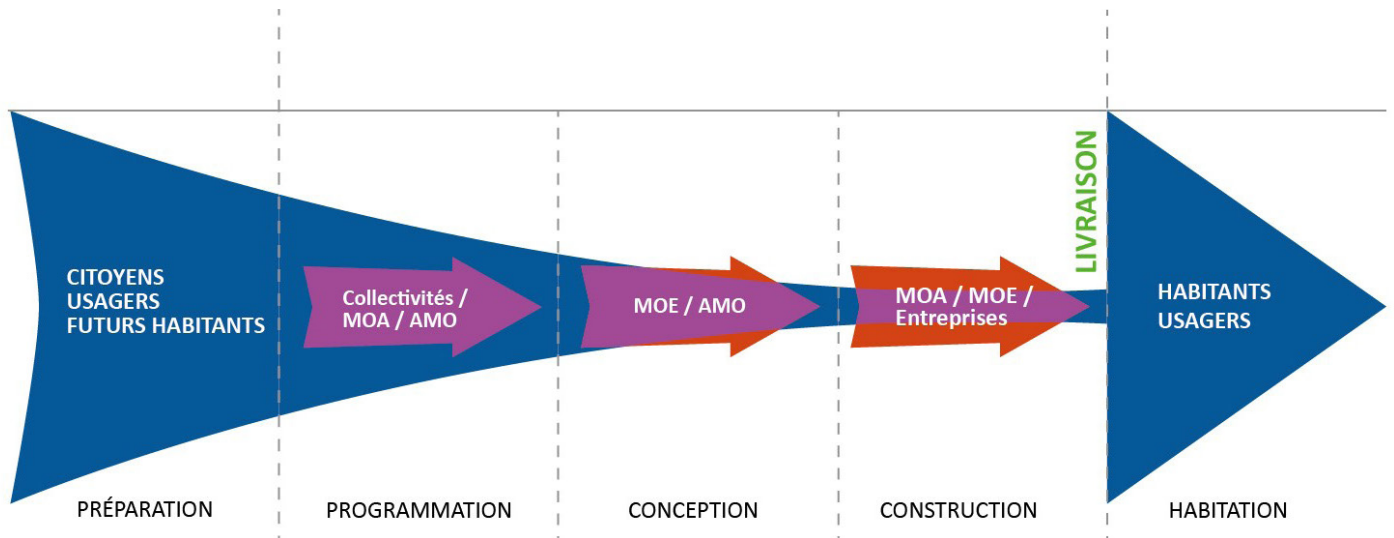 CITOYENS
USAGERS
FUTURS HABITANTS
Collectivités /
MOA / AMO
MOE / AMO
MOA / MOE /
Entreprises
LIVRAISON
HABITANTS
USAGERS
PRÉPARATION
PROGRAMMATION
CONCEPTION
CONSTRUCTION
HABITATION